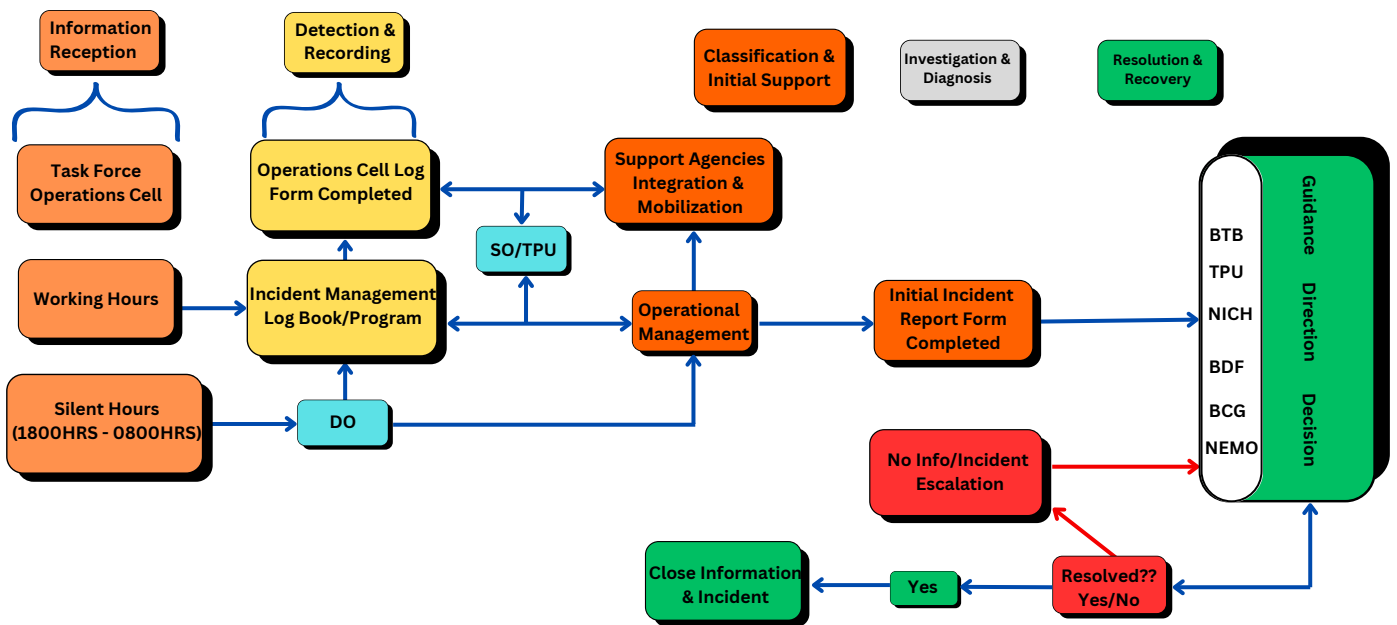 Information
Reception
Detection &
Recording
Classification &
Initial Support
Investigation &
Diagnosis
Resolution &
Recovery
Task Force
Operations Cell
Operations Cell Log
Form Completed
Support Agencies
Integration &
Mobilization
SO/TPU
Working Hours
Incident Management
Log Book/Program
Operational
Management
Initial Incident
Report Form
Completed
BTB
TPU
NICH
BDF
BCG
NEMO
Guidance
Direction
Decision
Silent Hours
(1800HRS - 0800HRS)
DO
No Info/Incident
Escalation
Close Information
& Incident
Yes
Resolved??
Yes/No